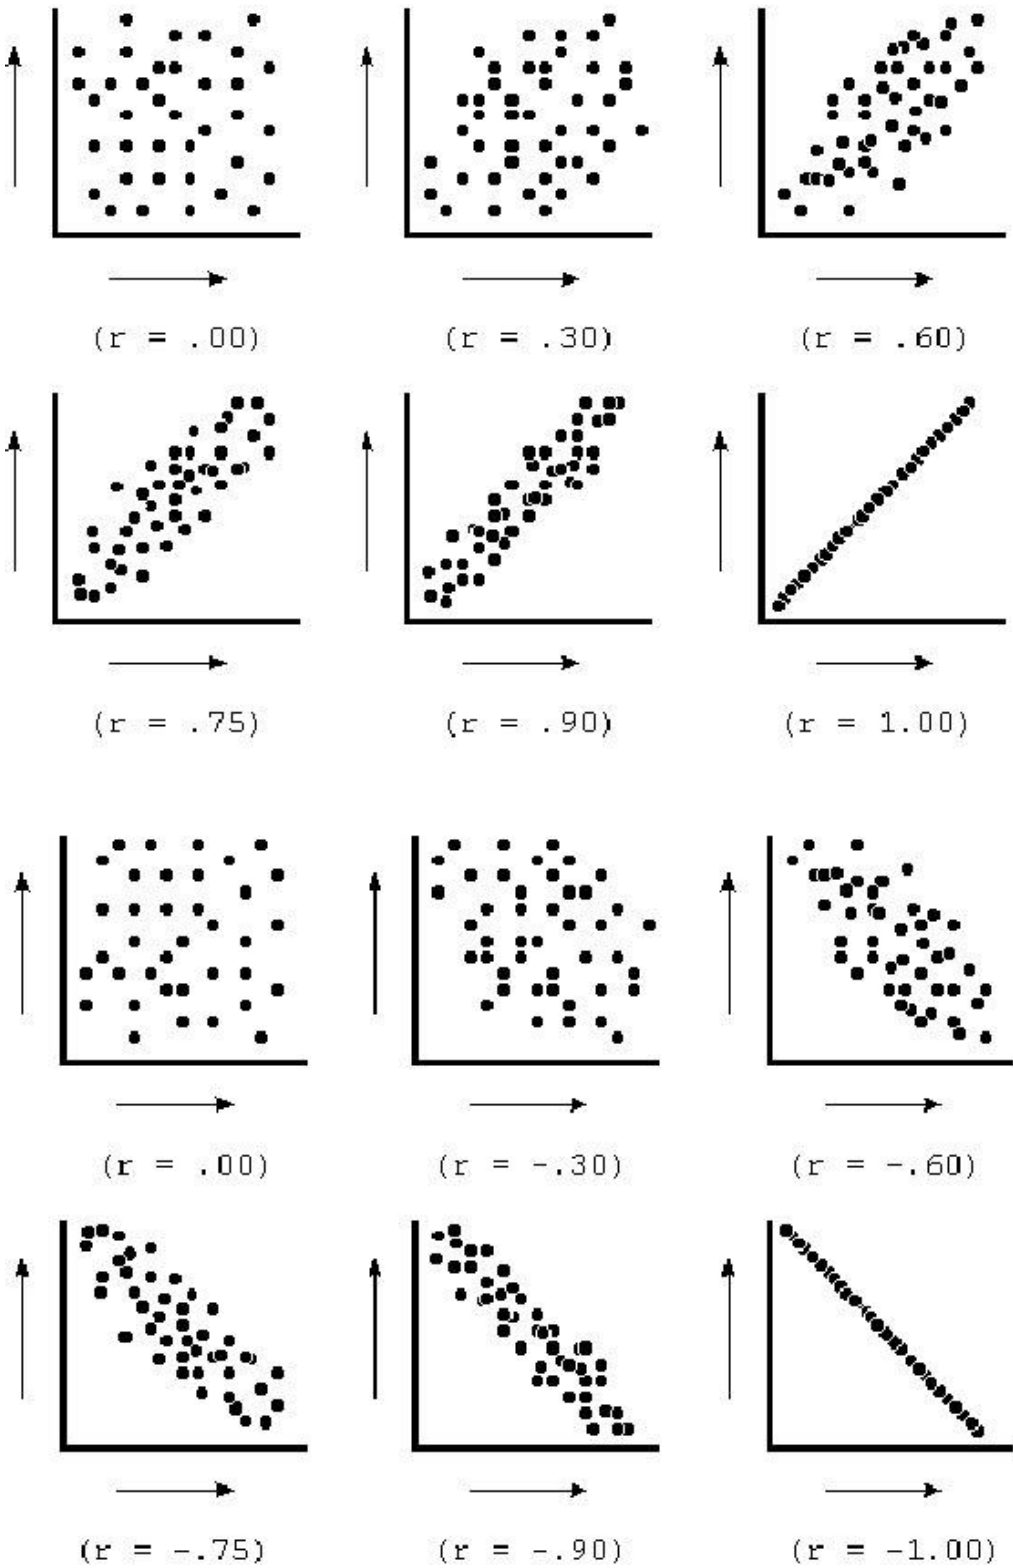 (r = .00) (r = .30) (r = .60)
(r = .75) (r = .90) (r = 1.00)
(r = .00) (r = -.30) (r = -.60)
(r = -.75) (r = -.90) (r = -1.00)